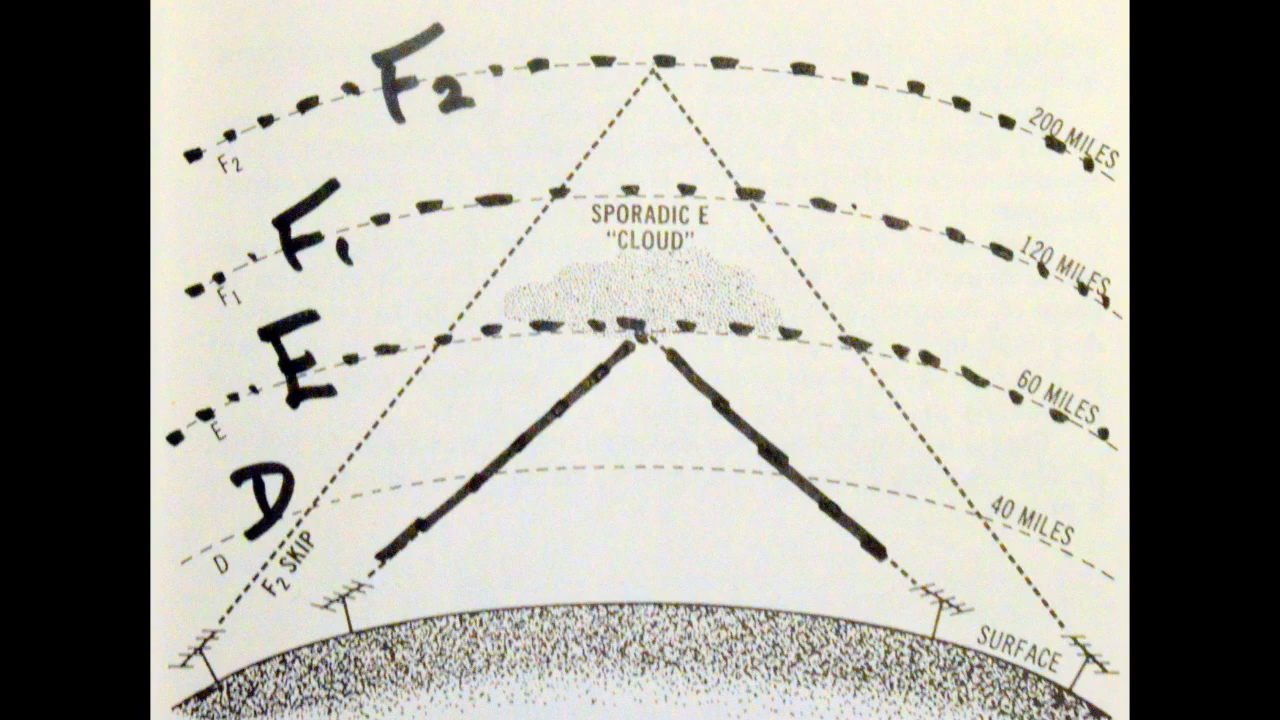 F2
F2
200 MILES
F1
F1
120 MILES
SPORADIC E
"CLOUD"
E
E
60 MILES
D
D
40 MILES
F2 SKIP
SURFACE